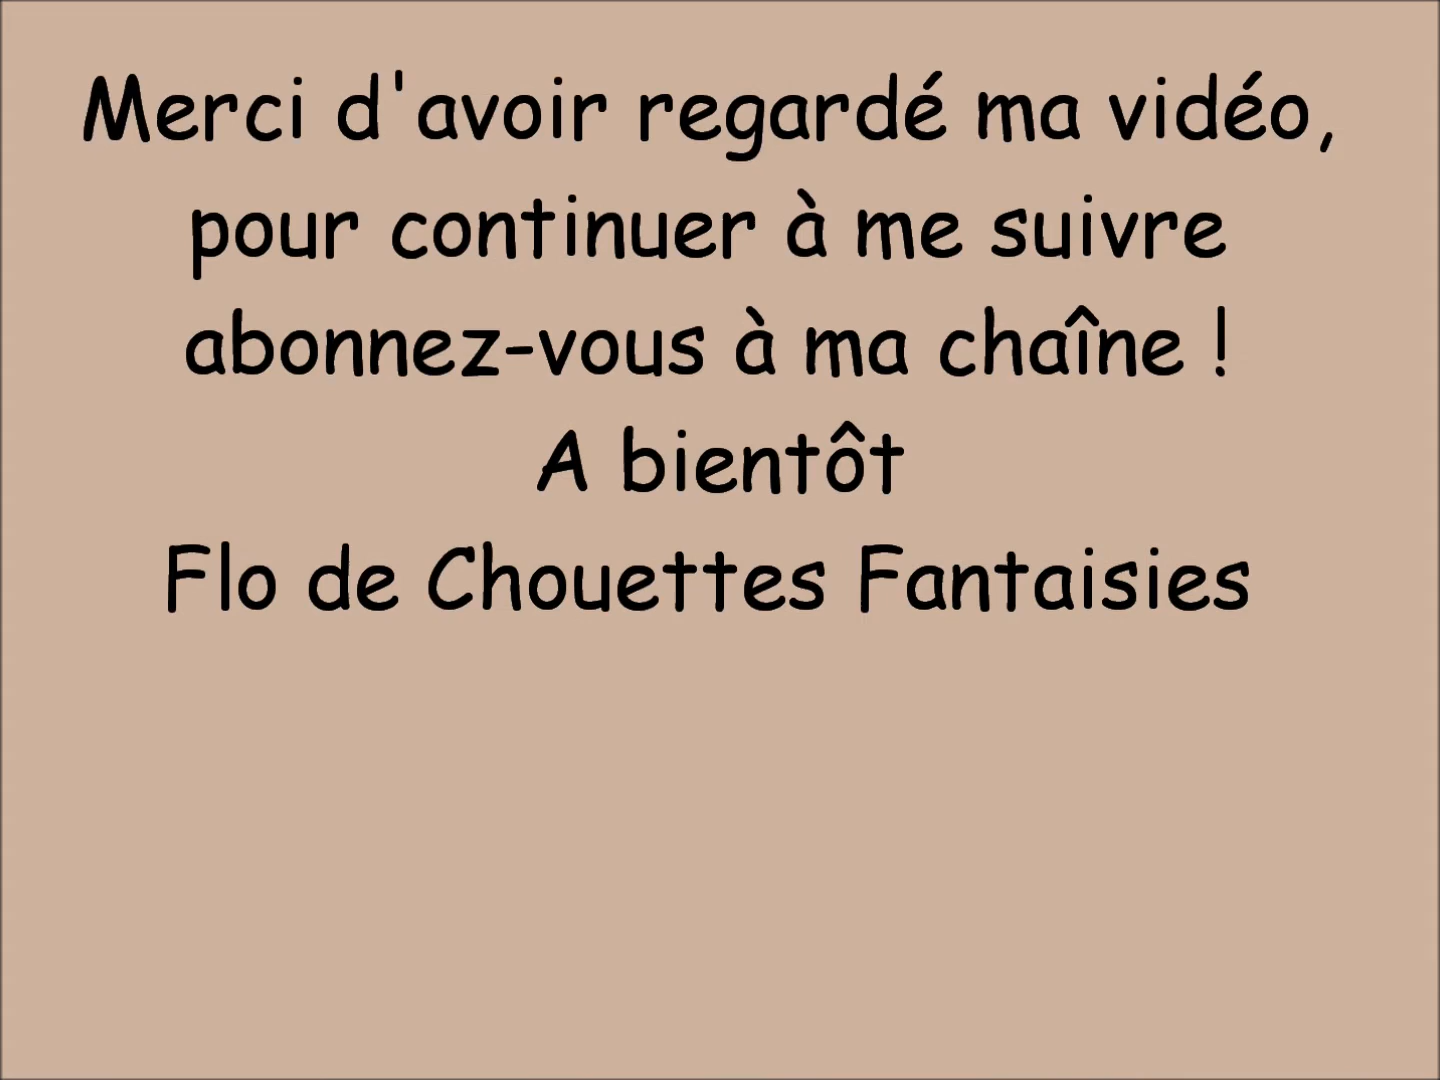 Merci d'avoir regardé ma vidéo,
pour continuer à me suivre
abonnez-vous à ma chaîne !
A bientôt
Flo de Chouettes Fantaisies